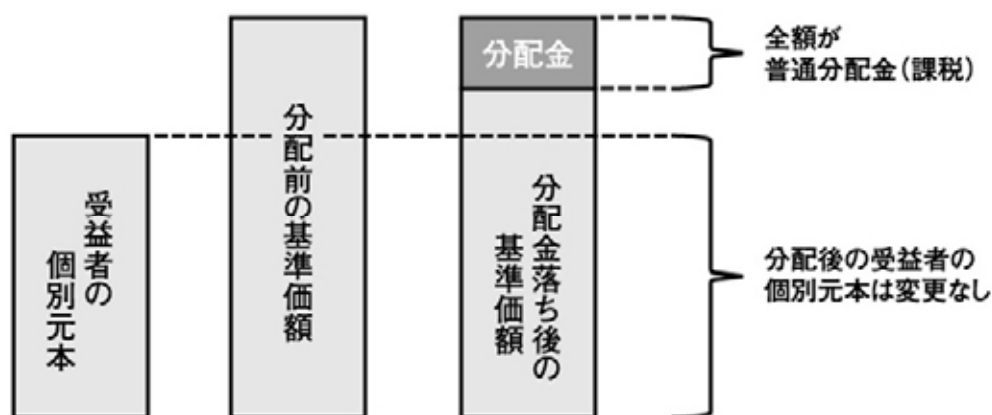 受益者の
個別元本
分配前の基準価額
分配金
分配金落ち後の
基準価額
全額が
普通分配金(課税)
分配後の受益者の
個別元本は変更なし